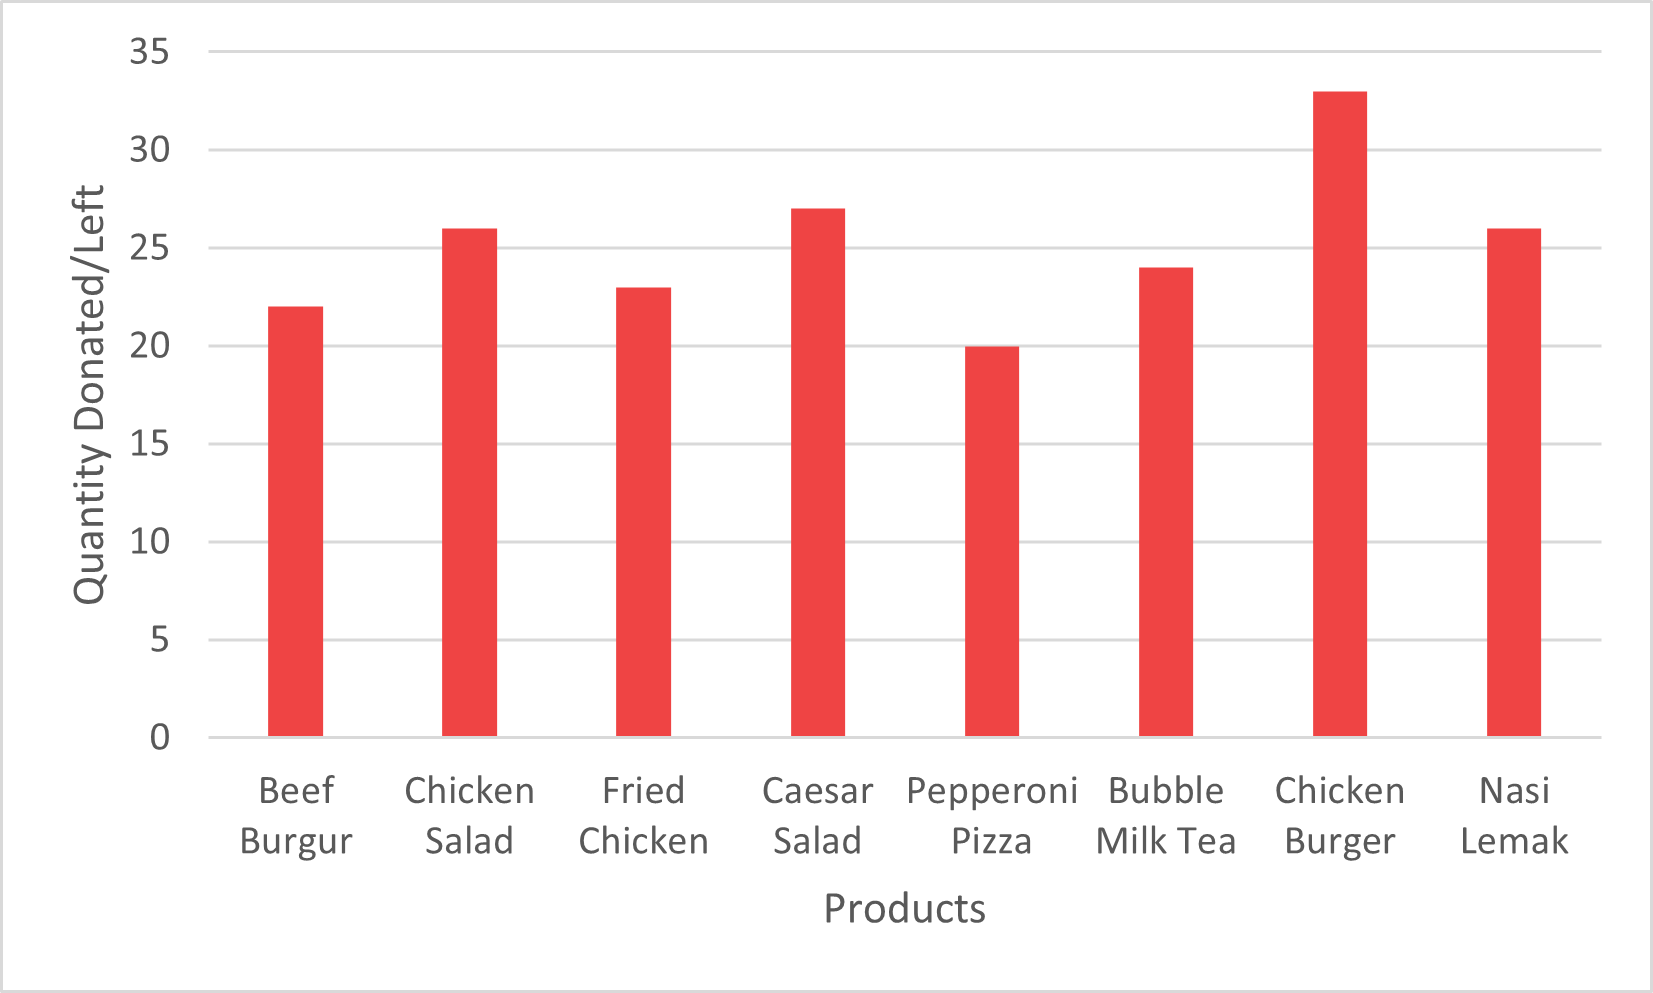 35
30
25
20
15
10
5
0
Quantity Donated/Left
Beef
Burgur
Chicken
Salad
Fried
Chicken
Caesar
Salad
Pepperoni
Pizza
Bubble
Milk Tea
Chicken
Burger
Nasi
Lemak
Products